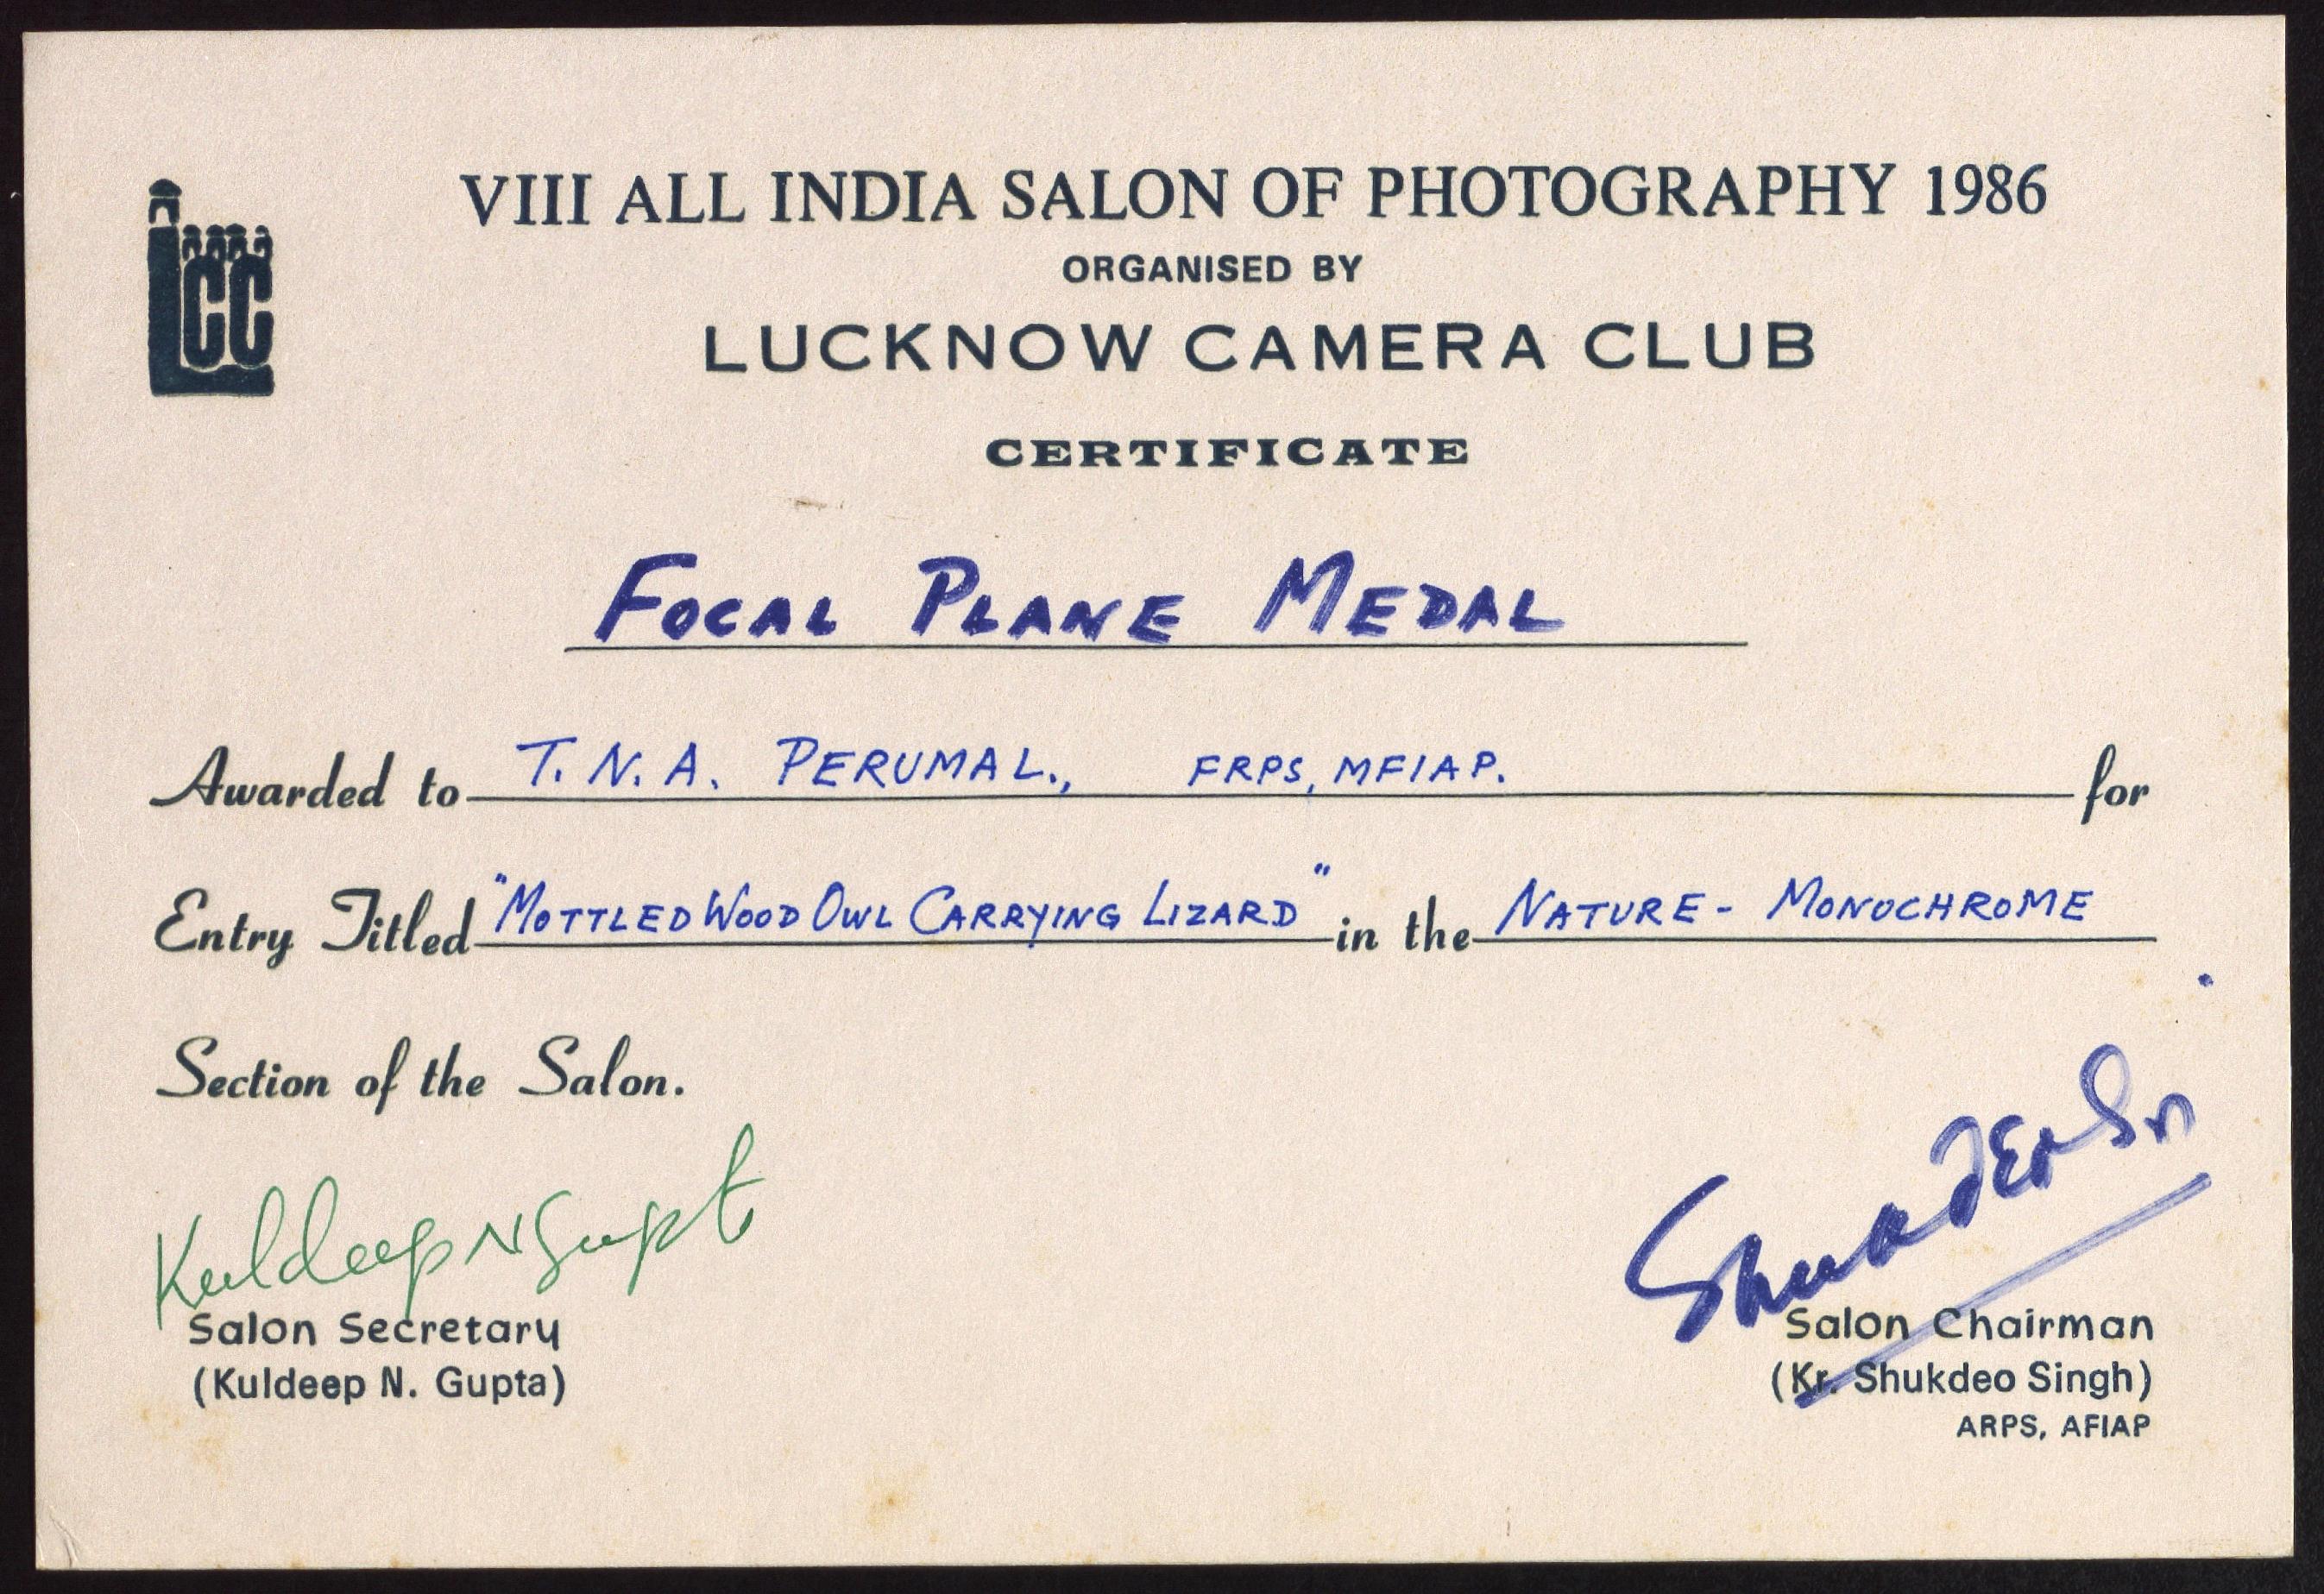 LCC
VIII ALL INDIA SALON OF PHOTOGRAPHY 1986
ORGANISED BY
LUCKNOW CAMERA CLUB
CERTIFICATE
FOCAL PLANE MEDAL
Awarded to T. N. A. PERUMAL., FRPS, MFIAP. for
Entry Titled "MOTTLED WOOD OWL CARRYING LIZARD" in the NATURE - MONOCHROME
Section of the Salon.
Kuldeep N Gupt
Salon Secretary
(Kuldeep N. Gupta)
Salon Chairman
(Kr. Shukdeo Singh)
ARPS, AFIAP